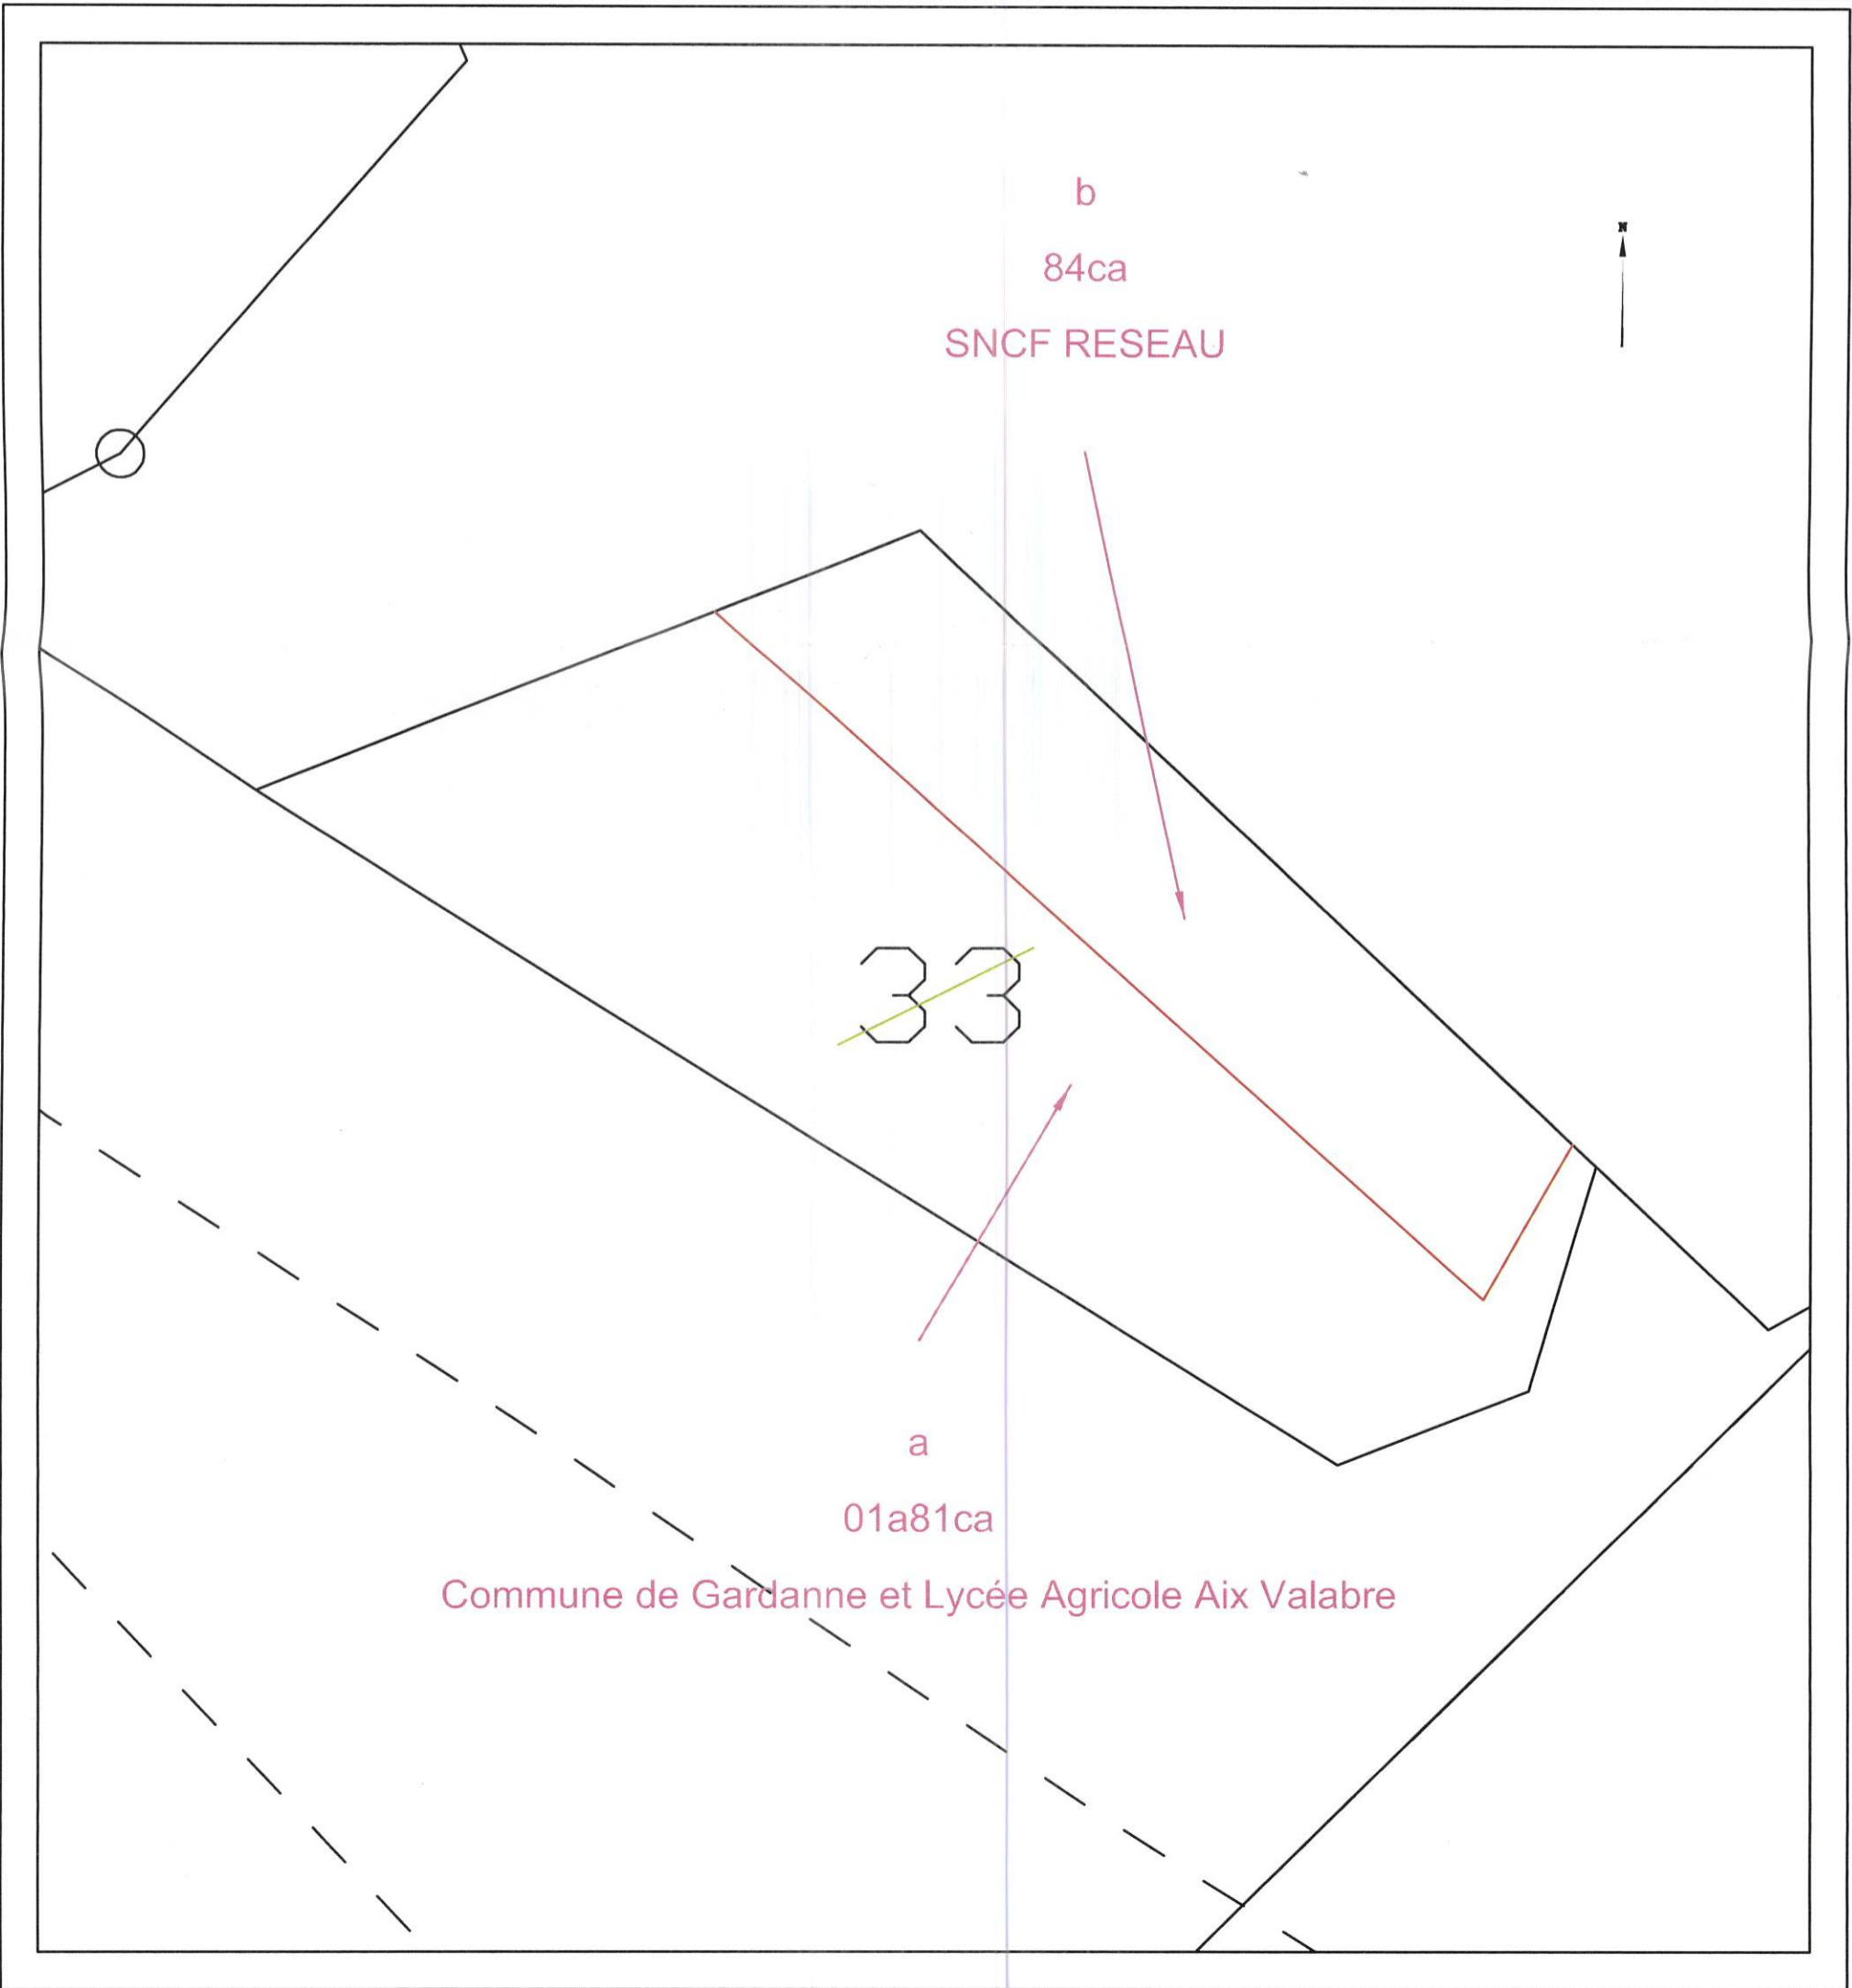 b
84ca
SNCF RESEAU
N
33
a
01a81ca
Commune de Gardanne et Lycée Agricole Aix Valabre